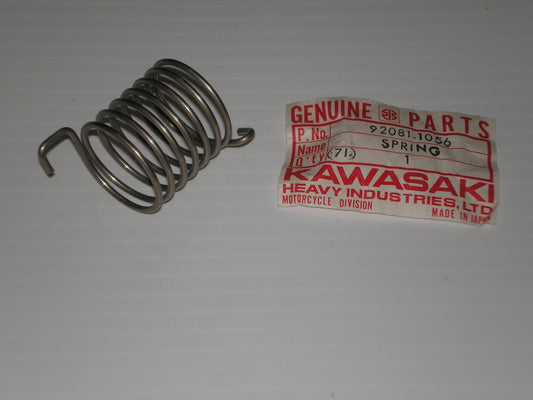 GENUINE PARTS
P. No. 92081-1056
Name SPRING
Q'ty (71) 1
KAWASAKI
HEAVY INDUSTRIES, LTD
MOTORCYCLE DIVISION MADE IN JAPAN